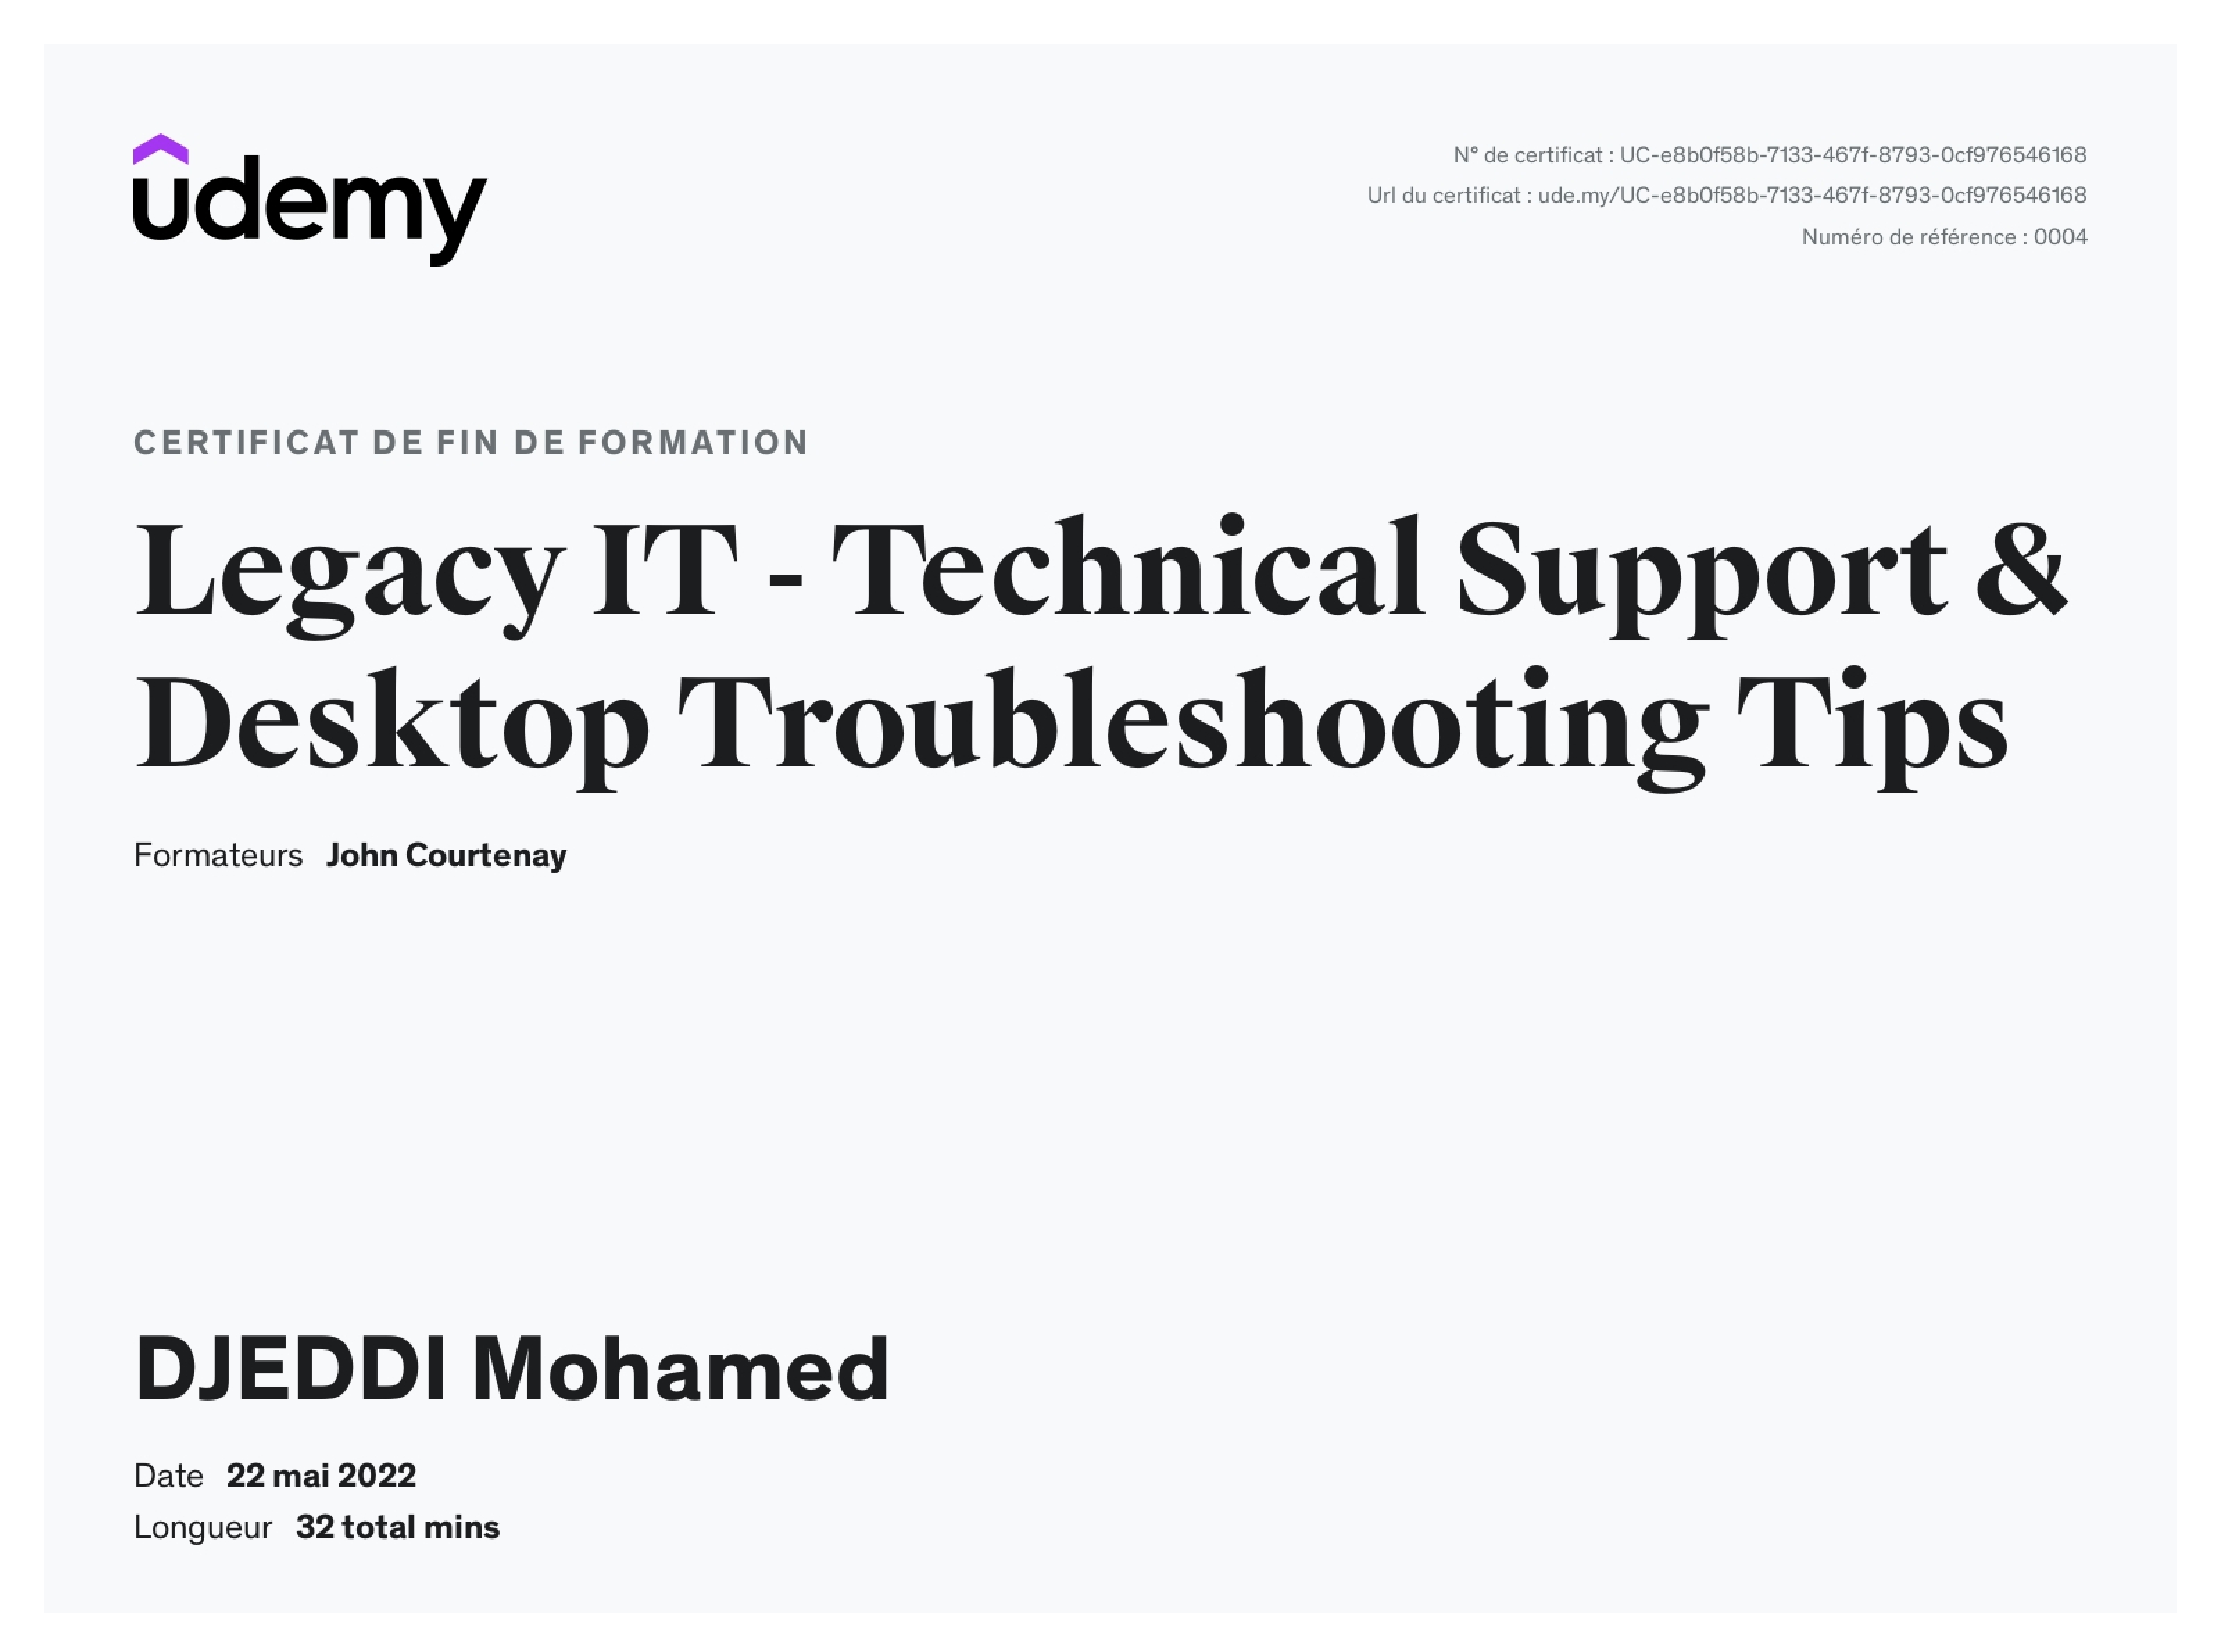 udemy
N° de certificat : UC-e8b0f58b-7133-467f-8793-0cf976546168
Url du certificat : ude.my/UC-e8b0f58b-7133-467f-8793-0cf976546168
Numéro de référence : 0004
CERTIFICAT DE FIN DE FORMATION
Legacy IT - Technical Support &
Desktop Troubleshooting Tips
Formateurs John Courtenay
DJEDDI Mohamed
Date 22 mai 2022
Longueur 32 total mins